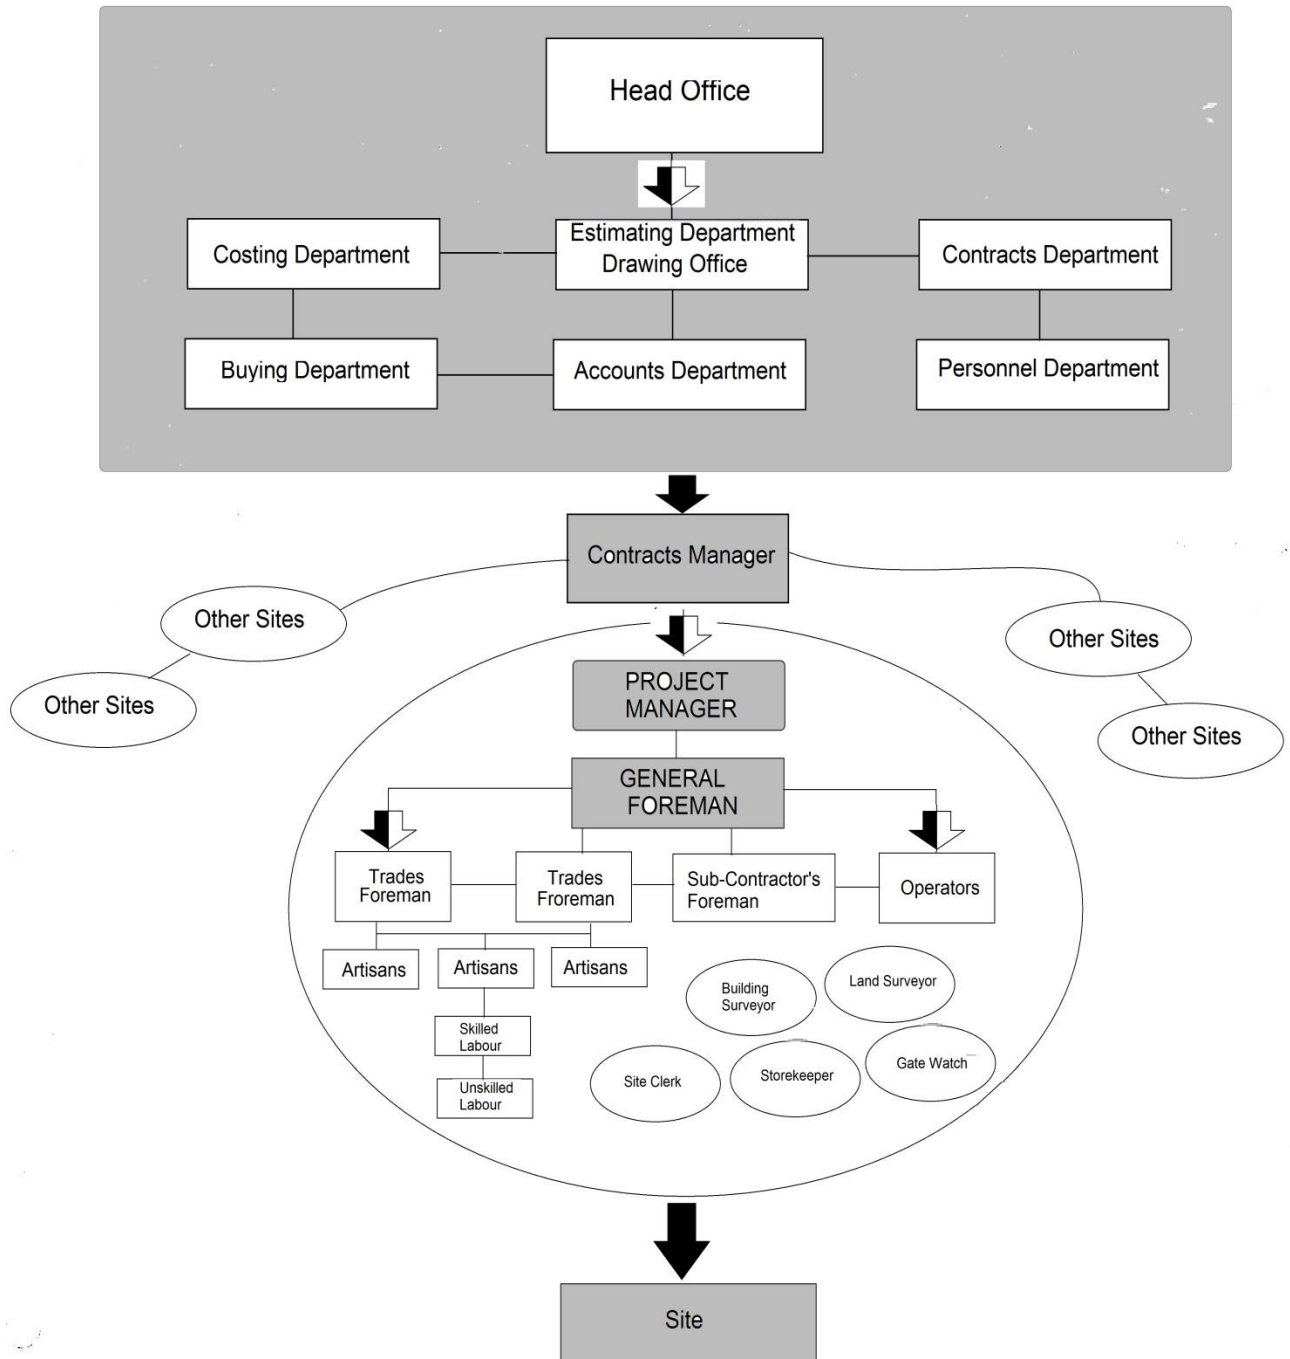 Head Office
Estimating Department
Drawing Office
Costing Department
Contracts Department
Buying Department
Accounts Department
Personnel Department
Contracts Manager
Other Sites
Other Sites
Other Sites
Other Sites
PROJECT
MANAGER
GENERAL
FOREMAN
Trades
Foreman
Trades
Froreman
Sub-Contractor's
Foreman
Operators
Artisans
Artisans
Artisans
Building
Surveyor
Land Surveyor
Skilled
Labour
Site Clerk
Storekeeper
Gate Watch
Unskilled
Labour
Site